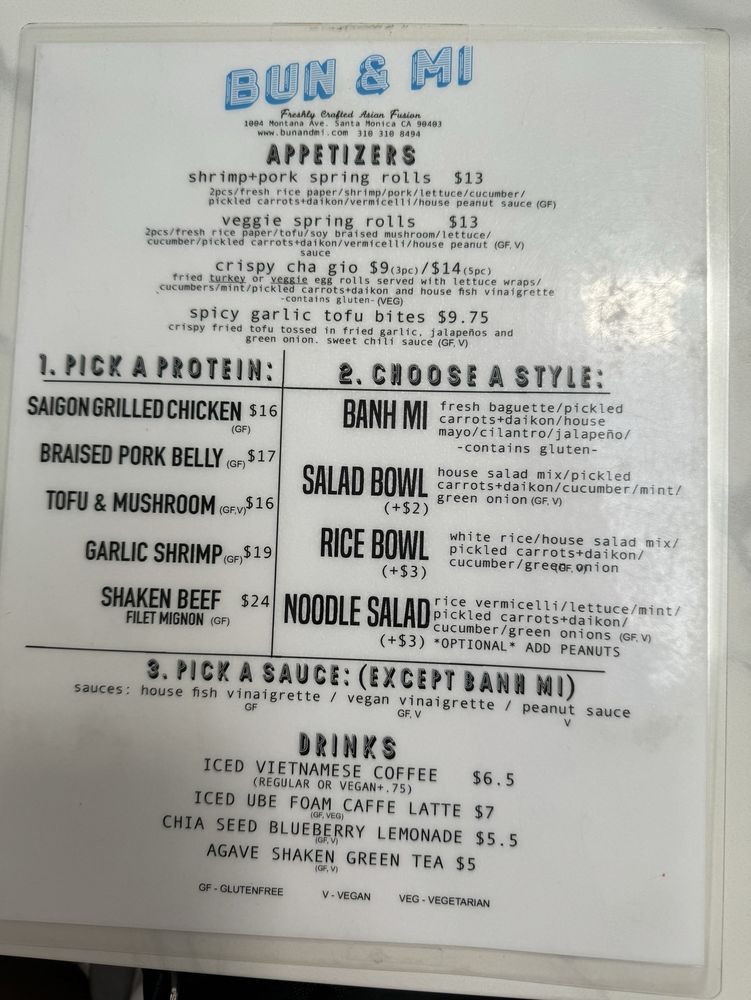 BUN & MI
Freshly Crafted Asian Fusion
1004 Montana Ave. Santa Monica CA 90403
www.bunandmi.com 310 310 8494
APPETIZERS
shrimp+pork spring rolls $13
2pcs/fresh rice paper/shrimp/pork/lettuce/cucumber/
pickled carrots+daikon/vermicelli/house peanut sauce (GF)
veggie spring rolls $13
2pcs/fresh rice paper/tofu/soy braised mushroom/lettuce/
cucumber/pickled carrots+daikon/vermicelli/house peanut (GF, V)
sauce
crispy cha gio $9(3pc)/$14(5pc)
fried turkey or veggie egg rolls served with lettuce wraps/
cucumbers/mint/pickled carrots+daikon and house fish vinaigrette
-contains gluten- (VEG)
spicy garlic tofu bites $9.75
crispy fried tofu tossed in fried garlic, jalapeños and
green onion. sweet chili sauce (GF, V)
1. PICK A PROTEIN:
SAIGON GRILLED CHICKEN $16
(GF)
BRAISED PORK BELLY (GF) $17
TOFU & MUSHROOM (GF,V) $16
GARLIC SHRIMP (GF) $19
SHAKEN BEEF $24
FILET MIGNON (GF)
2. CHOOSE A STYLE:
BANH MI
fresh baguette/pickled
carrots+daikon/house
mayo/cilantro/jalapeño/
-contains gluten-
SALAD BOWL
(+$2)
house salad mix/pickled
carrots+daikon/cucumber/mint/
green onion (GF, V)
RICE BOWL
(+$3)
white rice/house salad mix/
pickled carrots+daikon/
cucumber/green onion (GF, V)
NOODLE SALAD
(+$3)
rice vermicelli/lettuce/mint/
pickled carrots+daikon/
cucumber/green onions (GF, V)
*OPTIONAL* ADD PEANUTS
3. PICK A SAUCE: (EXCEPT BANH MI)
sauces: house fish vinaigrette / vegan vinaigrette / peanut sauce
GF GF, V V
DRINKS
ICED VIETNAMESE COFFEE $6.5
(REGULAR OR VEGAN+.75)
ICED UBE FOAM CAFFE LATTE $7
(GF, VEG)
CHIA SEED BLUEBERRY LEMONADE $5.5
(GF, V)
AGAVE SHAKEN GREEN TEA $5
(GF, V)
GF - GLUTENFREE V - VEGAN VEG - VEGETARIAN